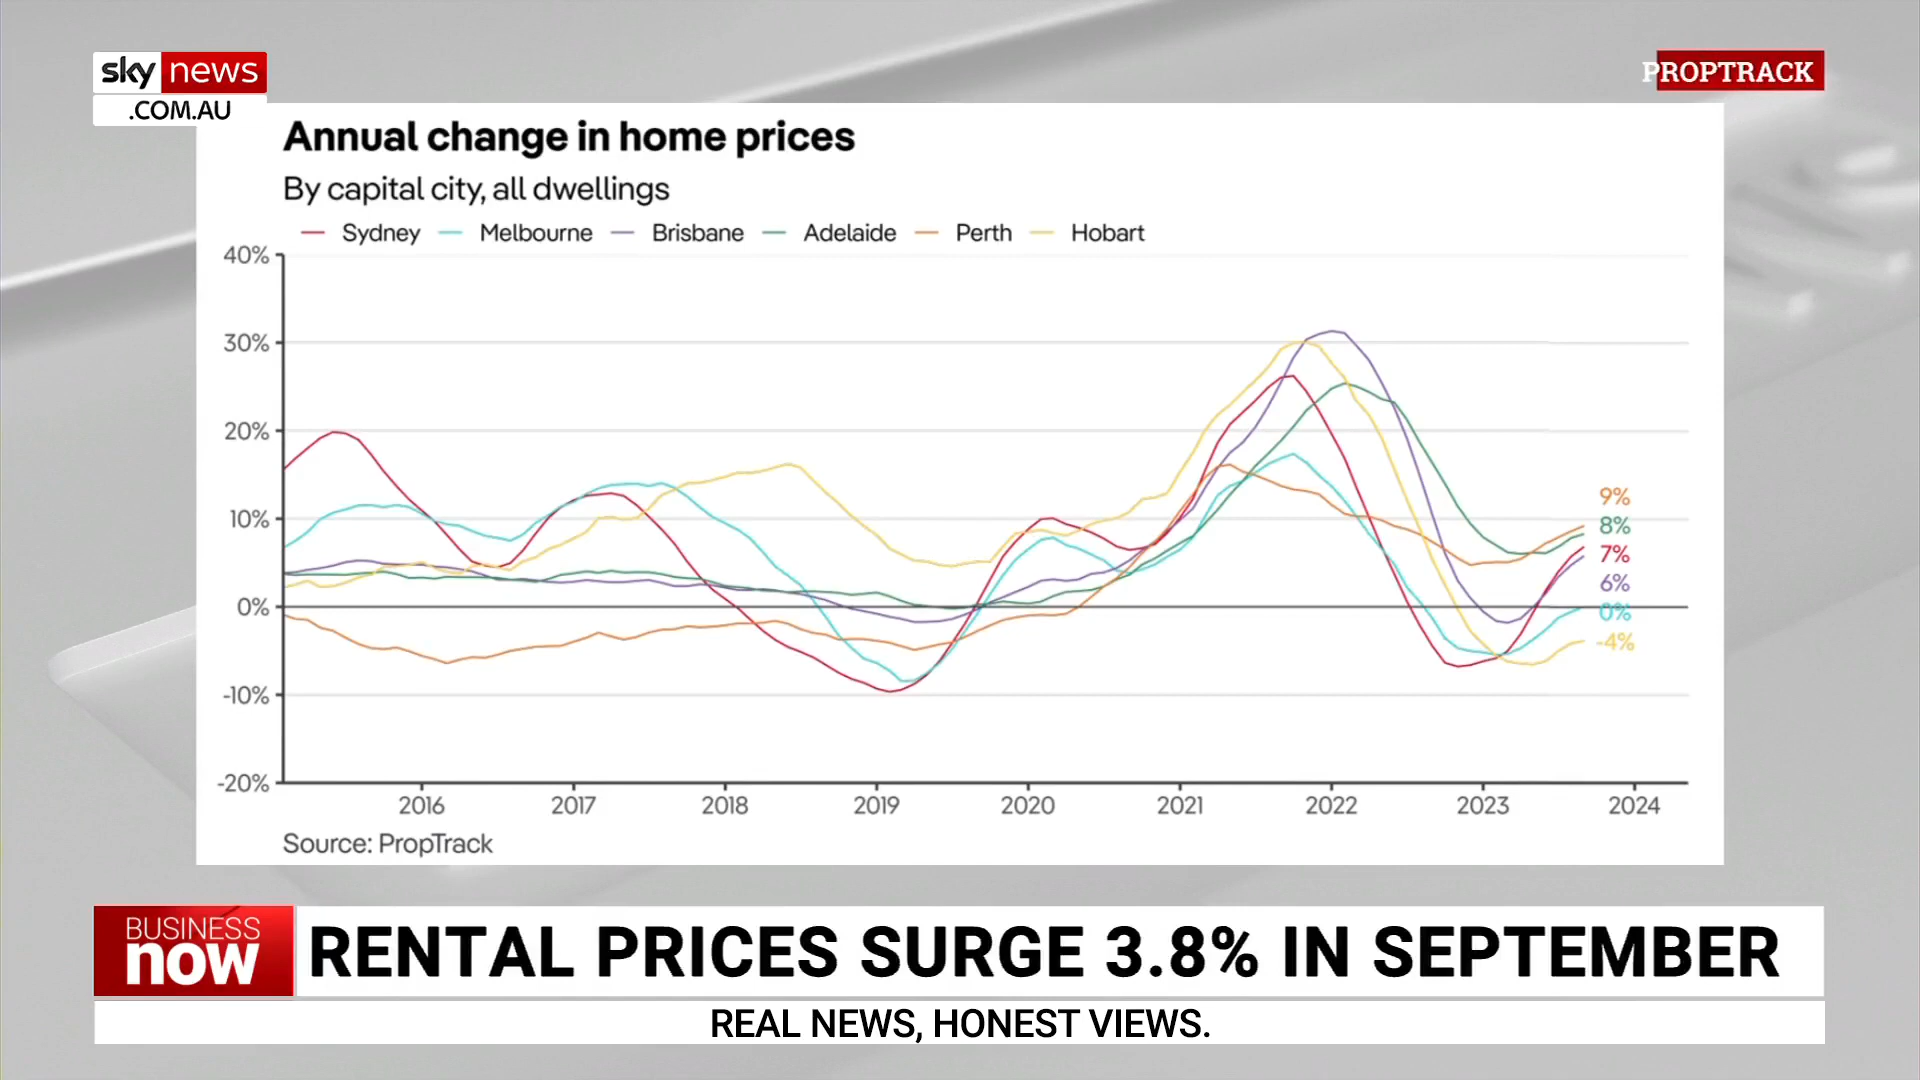 sky news
.COM.AU
PROPTRACK
Annual change in home prices
By capital city, all dwellings
Sydney Melbourne Brisbane Adelaide Perth Hobart
40%
30%
20%
10%
0%
-10%
-20%
9%
8%
7%
6%
0%
-4%
2016 2017 2018 2019 2020 2021 2022 2023 2024
Source: PropTrack
BUSINESS
now
RENTAL PRICES SURGE 3.8% IN SEPTEMBER
REAL NEWS, HONEST VIEWS.